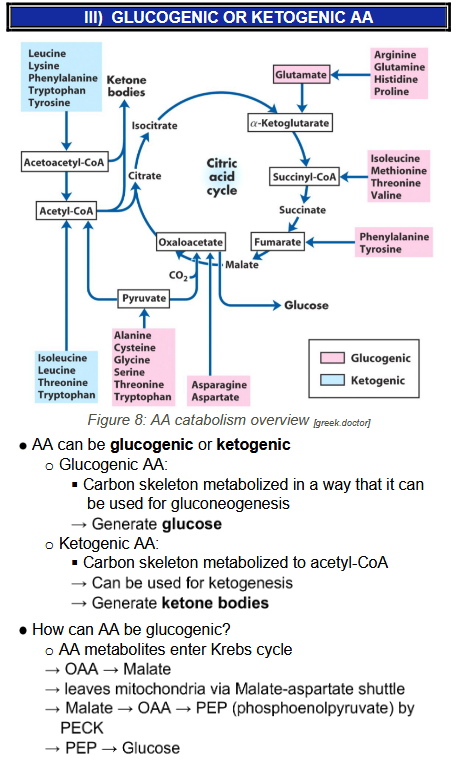 III) GLUCOGENIC OR KETOGENIC AA
Leucine
Lysine
Phenylalanine
Tryptophan
Tyrosine
Ketone
bodies
Glutamate
Arginine
Glutamine
Histidine
Proline
Isocitrate
α-Ketoglutarate
Acetoacetyl-CoA
Citrate
Citric
acid
cycle
Succinyl-CoA
Isoleucine
Methionine
Threonine
Valine
Acetyl-CoA
Succinate
Oxaloacetate
Fumarate
Phenylalanine
Tyrosine
Malate
CO2
Pyruvate
Glucose
Isoleucine
Leucine
Threonine
Tryptophan
Alanine
Cysteine
Glycine
Serine
Threonine
Tryptophan
Asparagine
Aspartate
Glucogenic
Ketogenic
Figure 8: AA catabolism overview [greek.doctor]
● AA can be glucogenic or ketogenic
o Glucogenic AA:
▪ Carbon skeleton metabolized in a way that it can
be used for gluconeogenesis
→ Generate glucose
o Ketogenic AA:
▪ Carbon skeleton metabolized to acetyl-CoA
→ Can be used for ketogenesis
→ Generate ketone bodies
● How can AA be glucogenic?
o AA metabolites enter Krebs cycle
→ OAA → Malate
→ leaves mitochondria via Malate-aspartate shuttle
→ Malate → OAA → PEP (phosphoenolpyruvate) by
PECK
→ PEP → Glucose